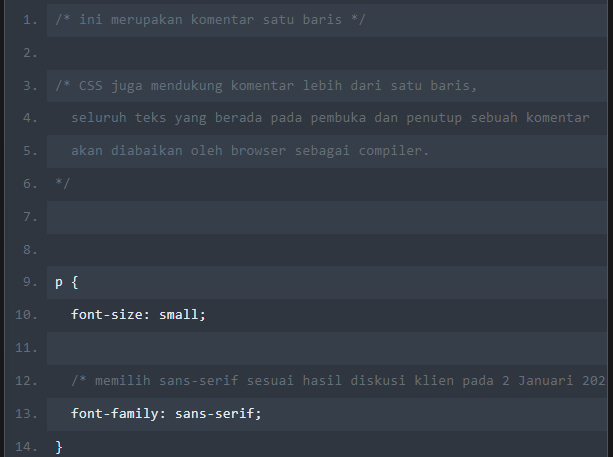 1. /* ini merupakan komentar satu baris */
2.
3. /* CSS juga mendukung komentar lebih dari satu baris,
4. seluruh teks yang berada pada pembuka dan penutup sebuah komentar
5. akan diabaikan oleh browser sebagai compiler.
6. */
7.
8.
9. p {
10. font-size: small;
11.
12. /* memilih sans-serif sesuai hasil diskusi klien pada 2 Januari 202
13. font-family: sans-serif;
14. }